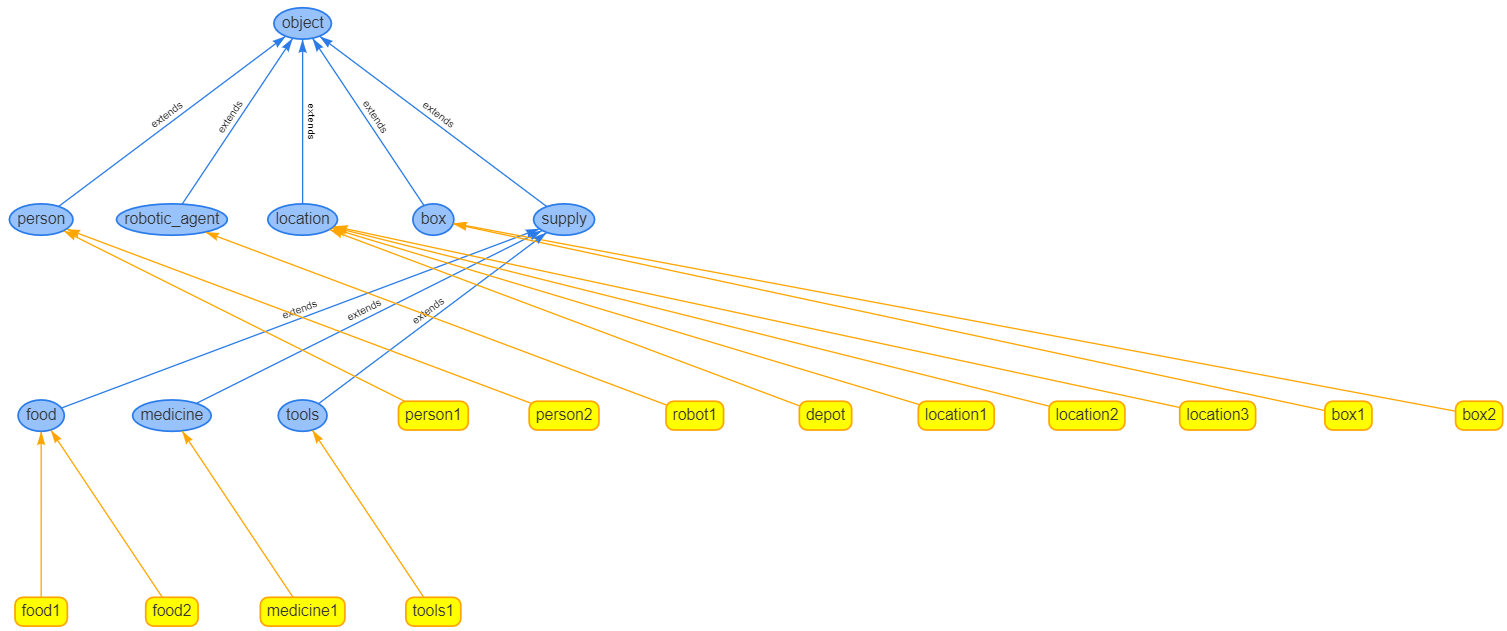 object
extends
extends
extends
extends
extends
person
robotic_agent
location
box
supply
extends
extends
extends
food
medicine
tools
person1
person2
robot1
depot
location1
location2
location3
box1
box2
food1
food2
medicine1
tools1